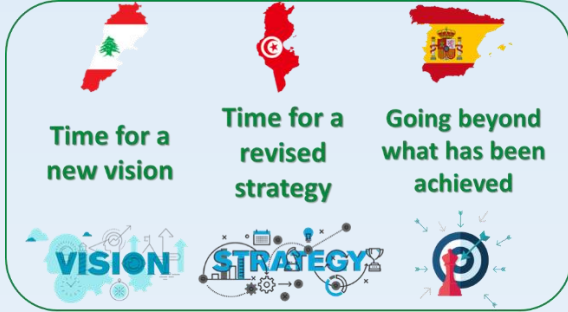 Time for a
new vision
Time for a
revised
strategy
Going beyond
what has been
achieved
VISION
STRATEGY